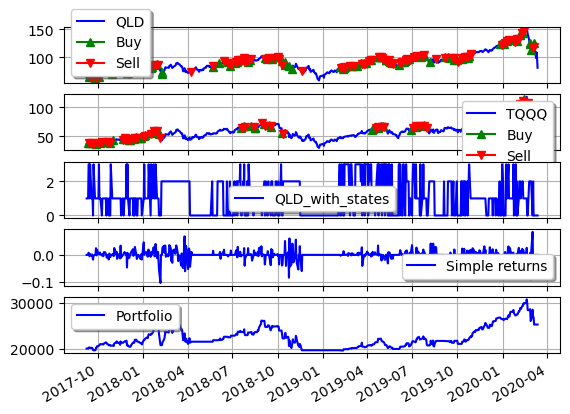 QLD
Buy
Sell
150
100
TQQQ
Buy
Sell
100
50
QLD_with_states
2
0
Simple returns
0.0
−0.1
Portfolio
30000
20000
2017-10
2018-01
2018-04
2018-07
2018-10
2019-01
2019-04
2019-07
2019-10
2020-01
2020-04